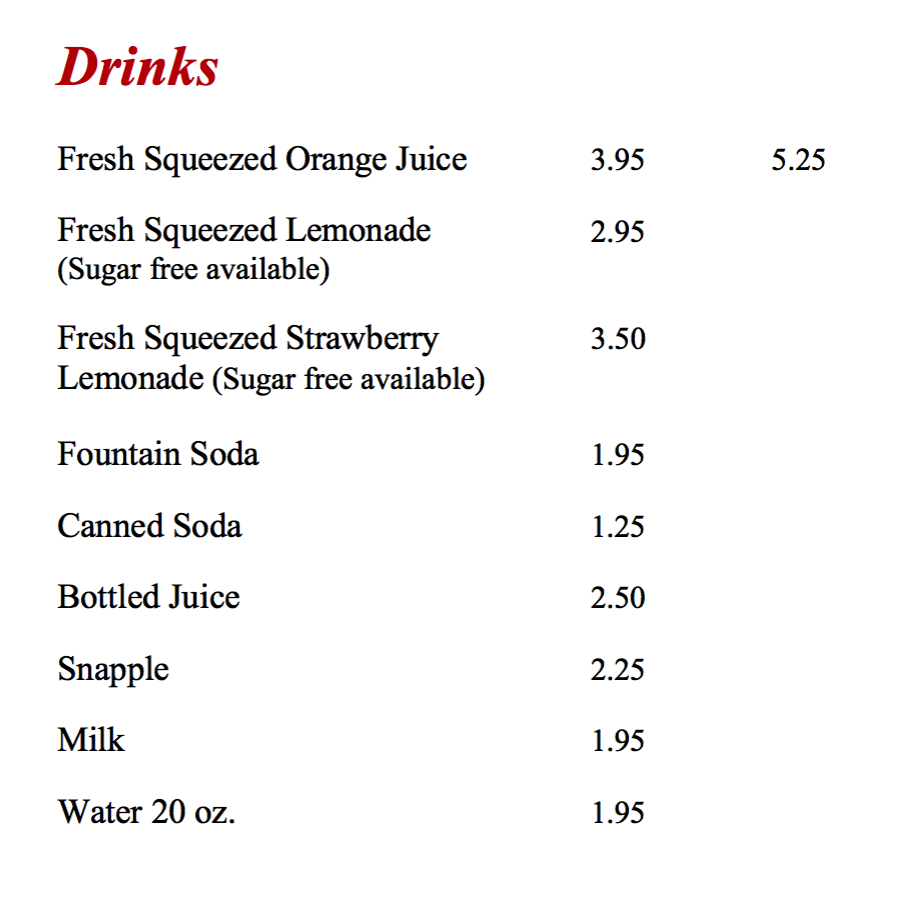 Drinks
Fresh Squeezed Orange Juice 3.95 5.25
Fresh Squeezed Lemonade 2.95
(Sugar free available)
Fresh Squeezed Strawberry 3.50
Lemonade (Sugar free available)
Fountain Soda 1.95
Canned Soda 1.25
Bottled Juice 2.50
Snapple 2.25
Milk 1.95
Water 20 oz. 1.95